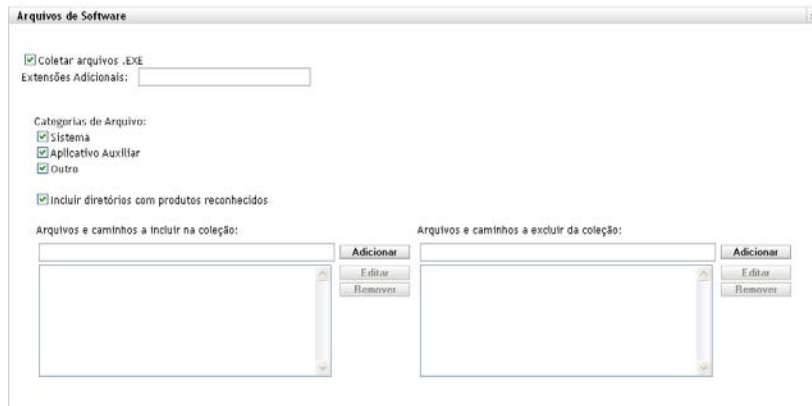 Arquivos de Software
Coletar arquivos .EXE
Extensões Adicionais:
Categorias de Arquivo:
Sistema
Aplicativo Auxiliar
Outro
Incluir diretórios com produtos reconhecidos
Arquivos e caminhos a incluir na coleção: Arquivos e caminhos a excluir da coleção:
Adicionar Adicionar
Editar Editar
Remover Remover